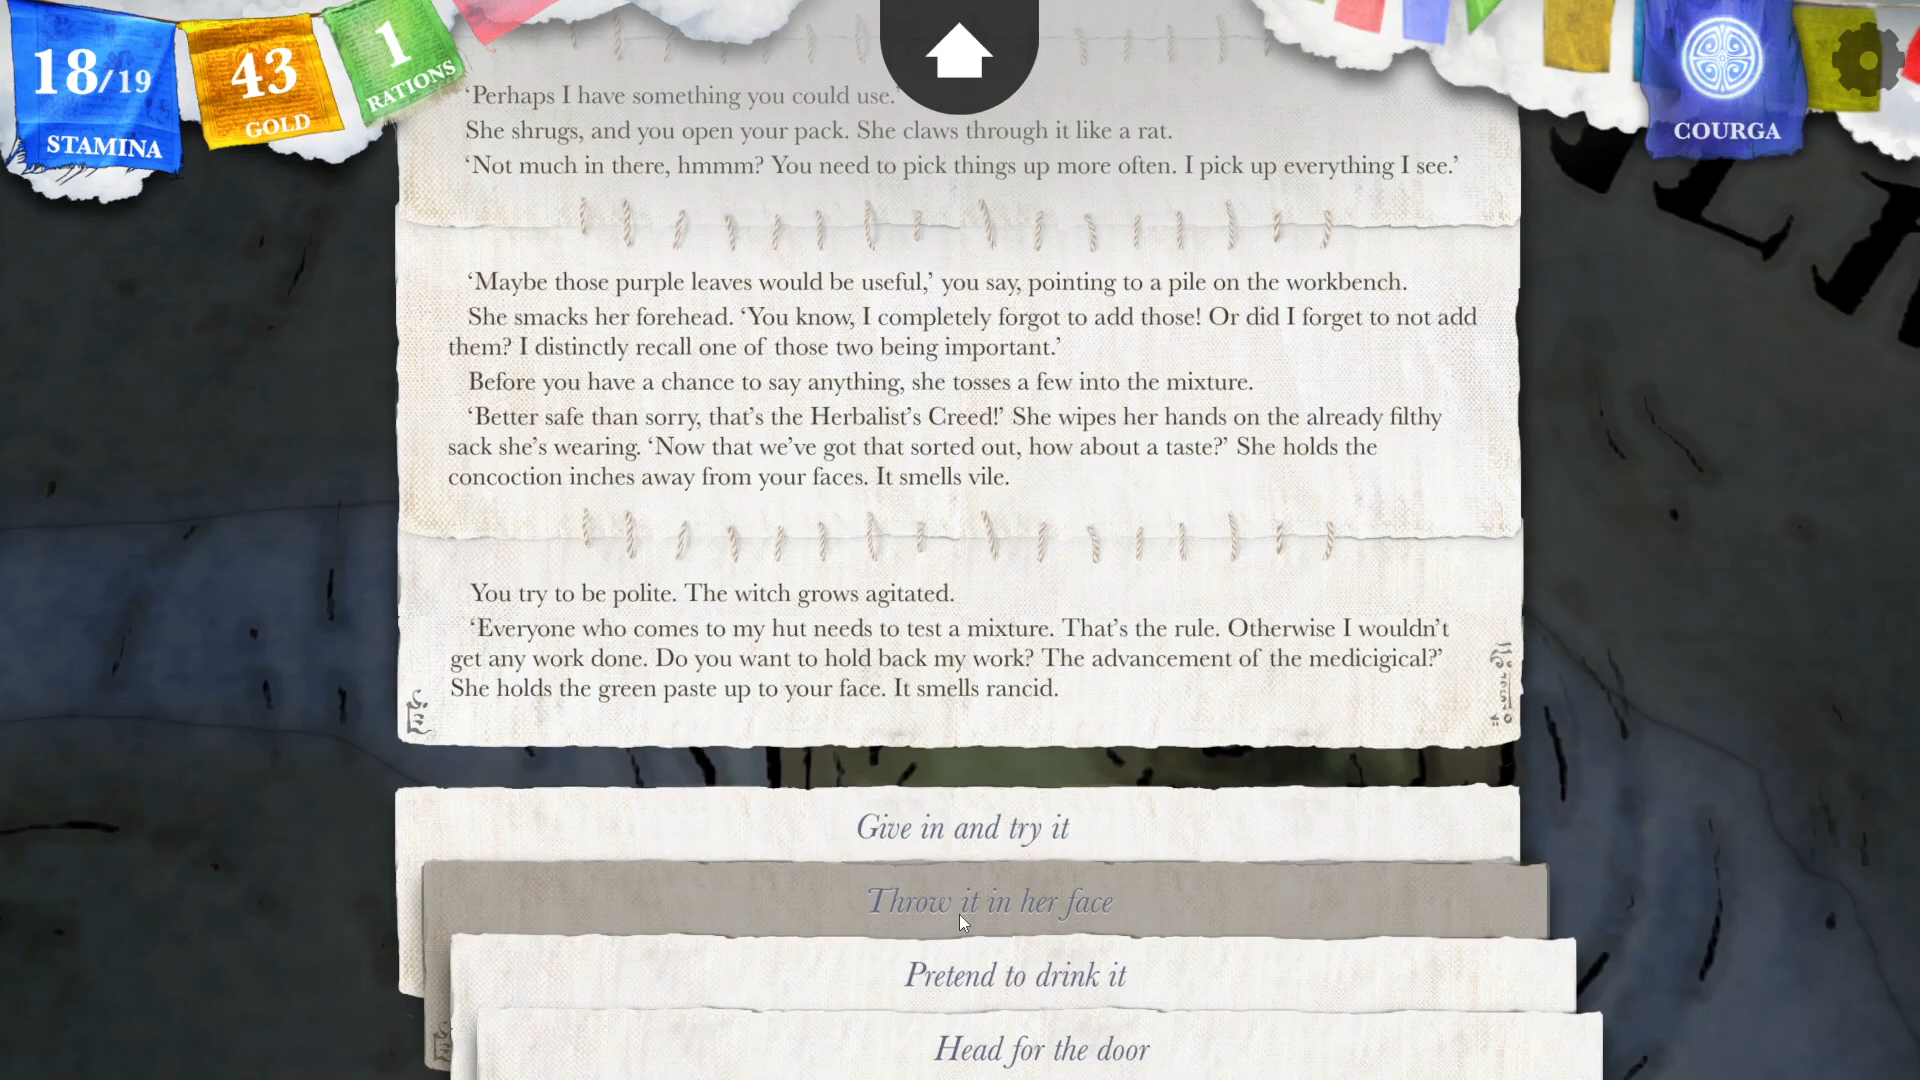 18/19
STAMINA
43
GOLD
1
RATIONS
COURGA
‘Perhaps I have something you could use.’
She shrugs, and you open your pack. She claws through it like a rat.
‘Not much in there, hmmm? You need to pick things up more often. I pick up everything I see.’
‘Maybe those purple leaves would be useful,’ you say, pointing to a pile on the workbench.
She smacks her forehead. ‘You know, I completely forgot to add those! Or did I forget to not add
them? I distinctly recall one of those two being important.’
Before you have a chance to say anything, she tosses a few into the mixture.
‘Better safe than sorry, that’s the Herbalist’s Creed!’ She wipes her hands on the already filthy
sack she’s wearing. ‘Now that we’ve got that sorted out, how about a taste?’ She holds the
concoction inches away from your faces. It smells vile.
You try to be polite. The witch grows agitated.
‘Everyone who comes to my hut needs to test a mixture. That’s the rule. Otherwise I wouldn’t
get any work done. Do you want to hold back my work? The advancement of the medicigical?’
She holds the green paste up to your face. It smells rancid.
Give in and try it
Throw it in her face
Pretend to drink it
Head for the door